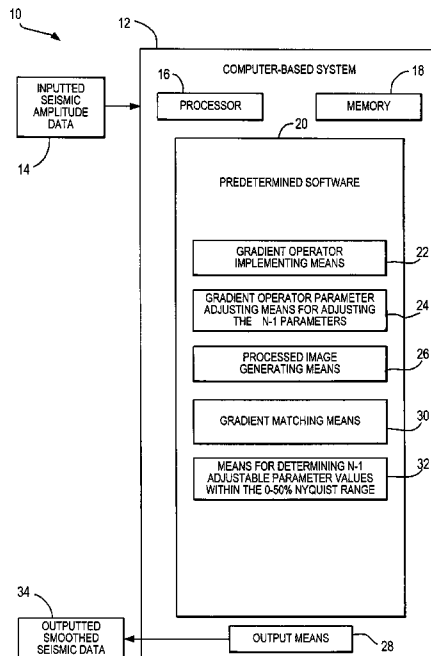 10
12
COMPUTER-BASED SYSTEM
INPUTTED
SEISMIC
AMPLITUDE
DATA
14
16
PROCESSOR
18
MEMORY
20
PREDETERMINED SOFTWARE
GRADIENT OPERATOR
IMPLEMENTING MEANS
22
GRADIENT OPERATOR PARAMETER
ADJUSTING MEANS FOR ADJUSTING
THE N-1 PARAMETERS
24
PROCESSED IMAGE
GENERATING MEANS
26
GRADIENT MATCHING MEANS
30
MEANS FOR DETERMINING N-1
ADJUSTABLE PARAMETER VALUES
WITHIN THE 0-50% NYQUIST RANGE
32
34
OUTPUTTED
SMOOTHED
SEISMIC DATA
OUTPUT MEANS
28